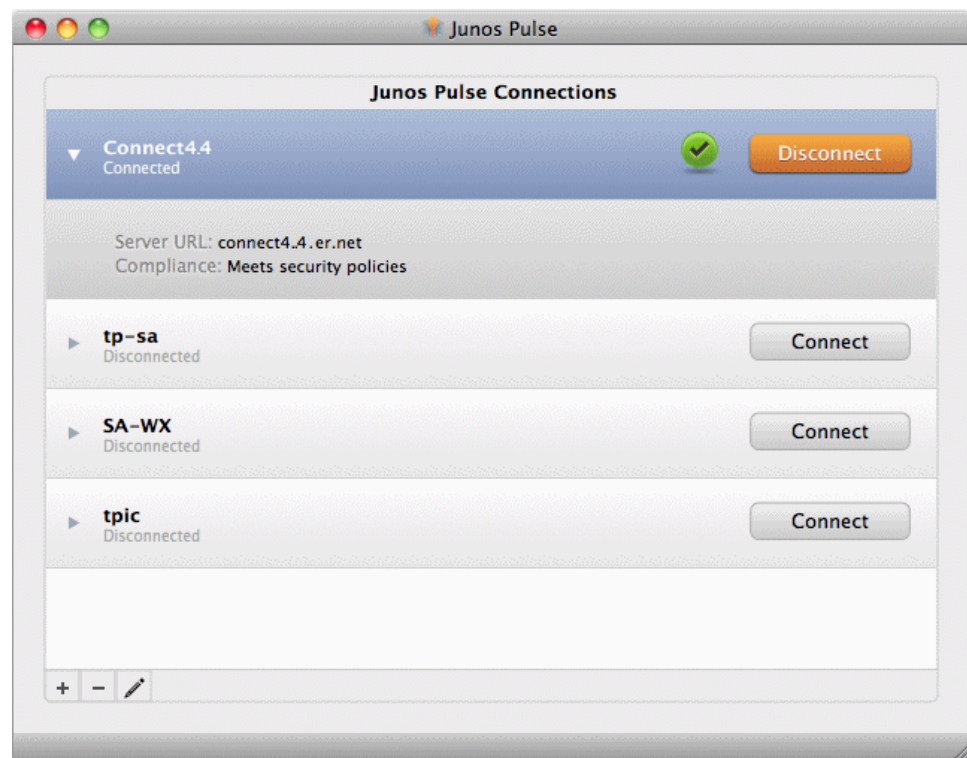 Junos Pulse
Junos Pulse Connections
Connect4.4
Connected
Disconnect
Server URL: connect4.4.er.net
Compliance: Meets security policies
tp-sa
Disconnected
Connect
SA-WX
Disconnected
Connect
tpic
Disconnected
Connect